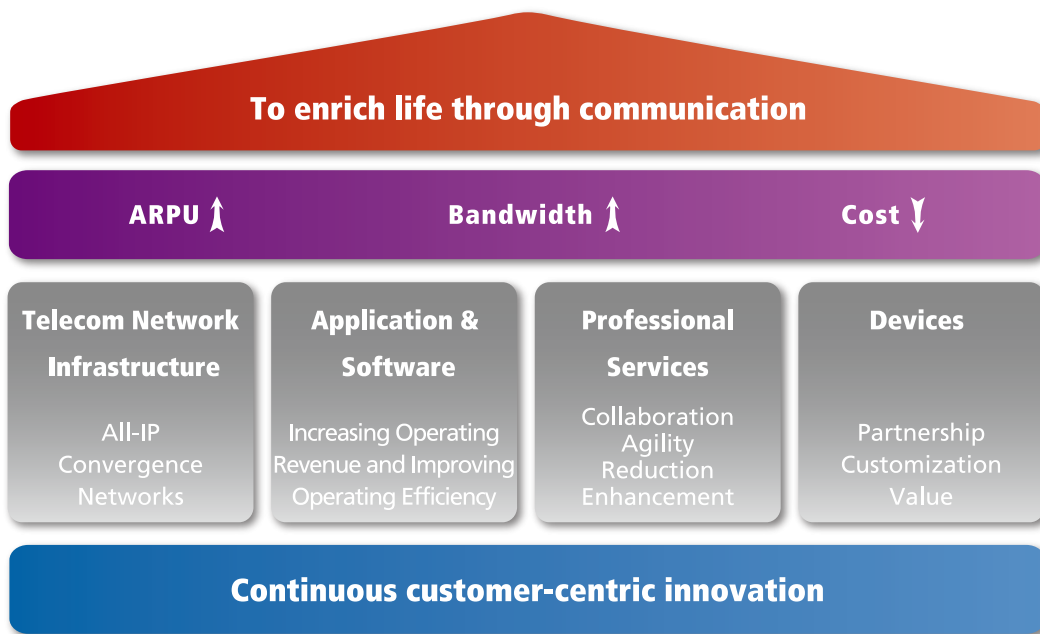 To enrich life through communication
ARPU Bandwidth Cost
Telecom Network
Infrastructure
All-IP
Convergence
Networks
Application &
Software
Increasing Operating
Revenue and Improving
Operating Efficiency
Professional
Services
Collaboration
Agility
Reduction
Enhancement
Devices
Partnership
Customization
Value
Continuous customer-centric innovation